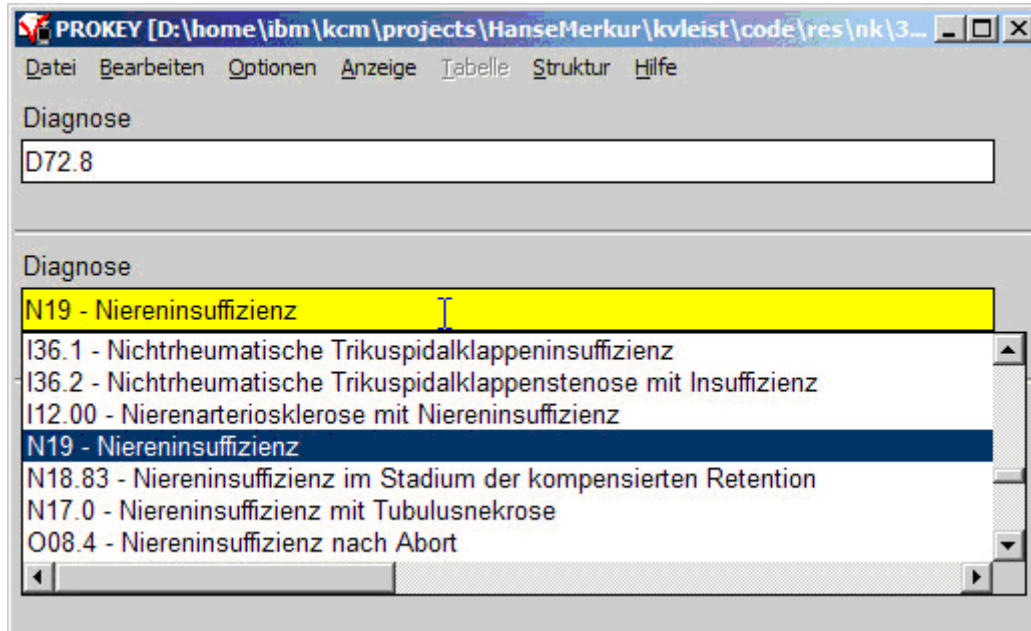 PROKEY [D:\home\ibm\kcm\projects\HanseMerkur\kvleist\code\res\nk\3...
Datei Bearbeiten Optionen Anzeige Tabelle Struktur Hilfe
Diagnose
D72.8
Diagnose
N19 - Niereninsuffizienz
I36.1 - Nichtrheumatische Trikuspidalklappeninsuffizienz
I36.2 - Nichtrheumatische Trikuspidalklappenstenose mit Insuffizienz
I12.00 - Nierenarteriosklerose mit Niereninsuffizienz
N19 - Niereninsuffizienz
N18.83 - Niereninsuffizienz im Stadium der kompensierten Retention
N17.0 - Niereninsuffizienz mit Tubulusnekrose
O08.4 - Niereninsuffizienz nach Abort